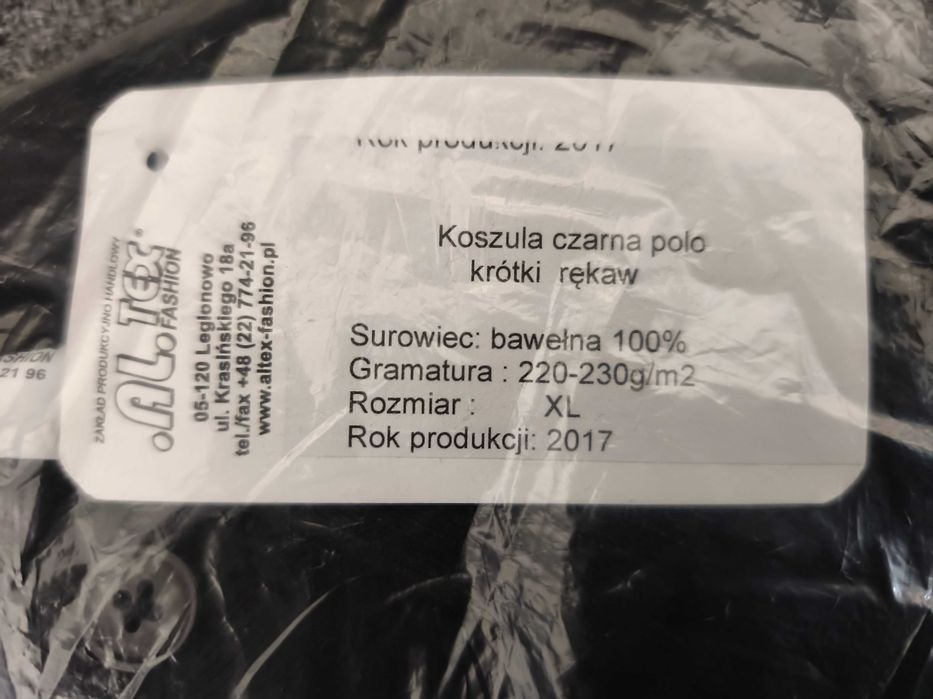 Rok produkcji: 2017
Koszula czarna polo
krótki rękaw
Surowiec: bawełna 100%
Gramatura : 220-230g/m2
Rozmiar : XL
Rok produkcji: 2017
ZAKŁAD PRODUKCYJNO HANDLOWY
ALTEX®
FASHION
05-120 Legionowo
ul. Krasińskiego 18a
tel./fax +48 (22) 774-21-96
www.altex-fashion.pl
SHION
21 96